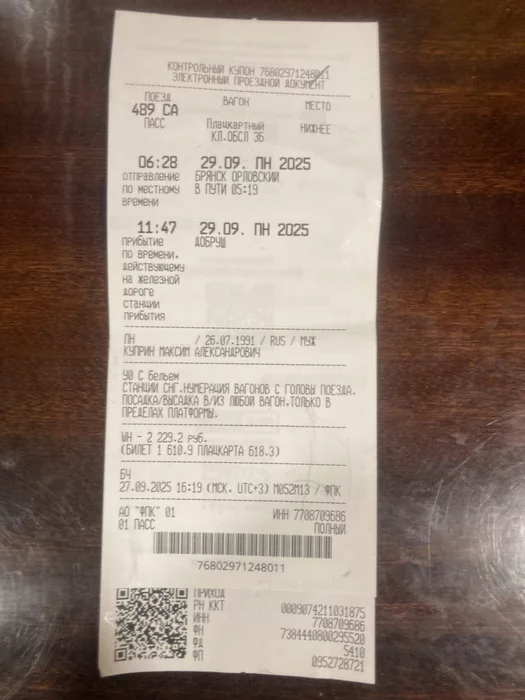 КОНТРОЛЬНЫЙ КУПОН 76802971248011
ЭЛЕКТРОННЫЙ ПРОЕЗДНОЙ ДОКУМЕНТ
ПОЕЗД ВАГОН МЕСТО
489 СА
ПАСС Плацкартный НИЖНЕЕ
КЛ.ОБСЛ 3Б
06:28 29.09. ПН 2025
отправление БРЯНСК ОРЛОВСКИЙ
по местному В ПУТИ 05:19
времени
11:47 29.09. ПН 2025
прибытие ДОБРУШ
по времени,
действующему
на железной
дороге
станции
прибытия
ПН / 26.07.1991 / RUS / МУЖ
КУПРИН МАКСИМ АЛЕКСАНДРОВИЧ
У0 С бельем
СТАНЦИИ СНГ.НУМЕРАЦИЯ ВАГОНОВ С ГОЛОВЫ ПОЕЗДА.
ПОСАДКА/ВЫСАДКА В/ИЗ ЛЮБОЙ ВАГОН.ТОЛЬКО В
ПРЕДЕЛАХ ПЛАТФОРМЫ.
ШН - 2 229.2 руб.
(БИЛЕТ 1 610.9 ПЛАЦКАРТА 618.3)
БЧ
27.09.2025 16:19 (МСК, UTC+3) М052М13 / ФПК
АО "ФПК" 01 ИНН 7708709686
01 ПАСС ПОЛНЫЙ
76802971248011
ПРИХОД
РН ККТ 0009074211031875
ИНН 7708709686
ФН 7384440800295520
ФД 5410
ФП 0952728721